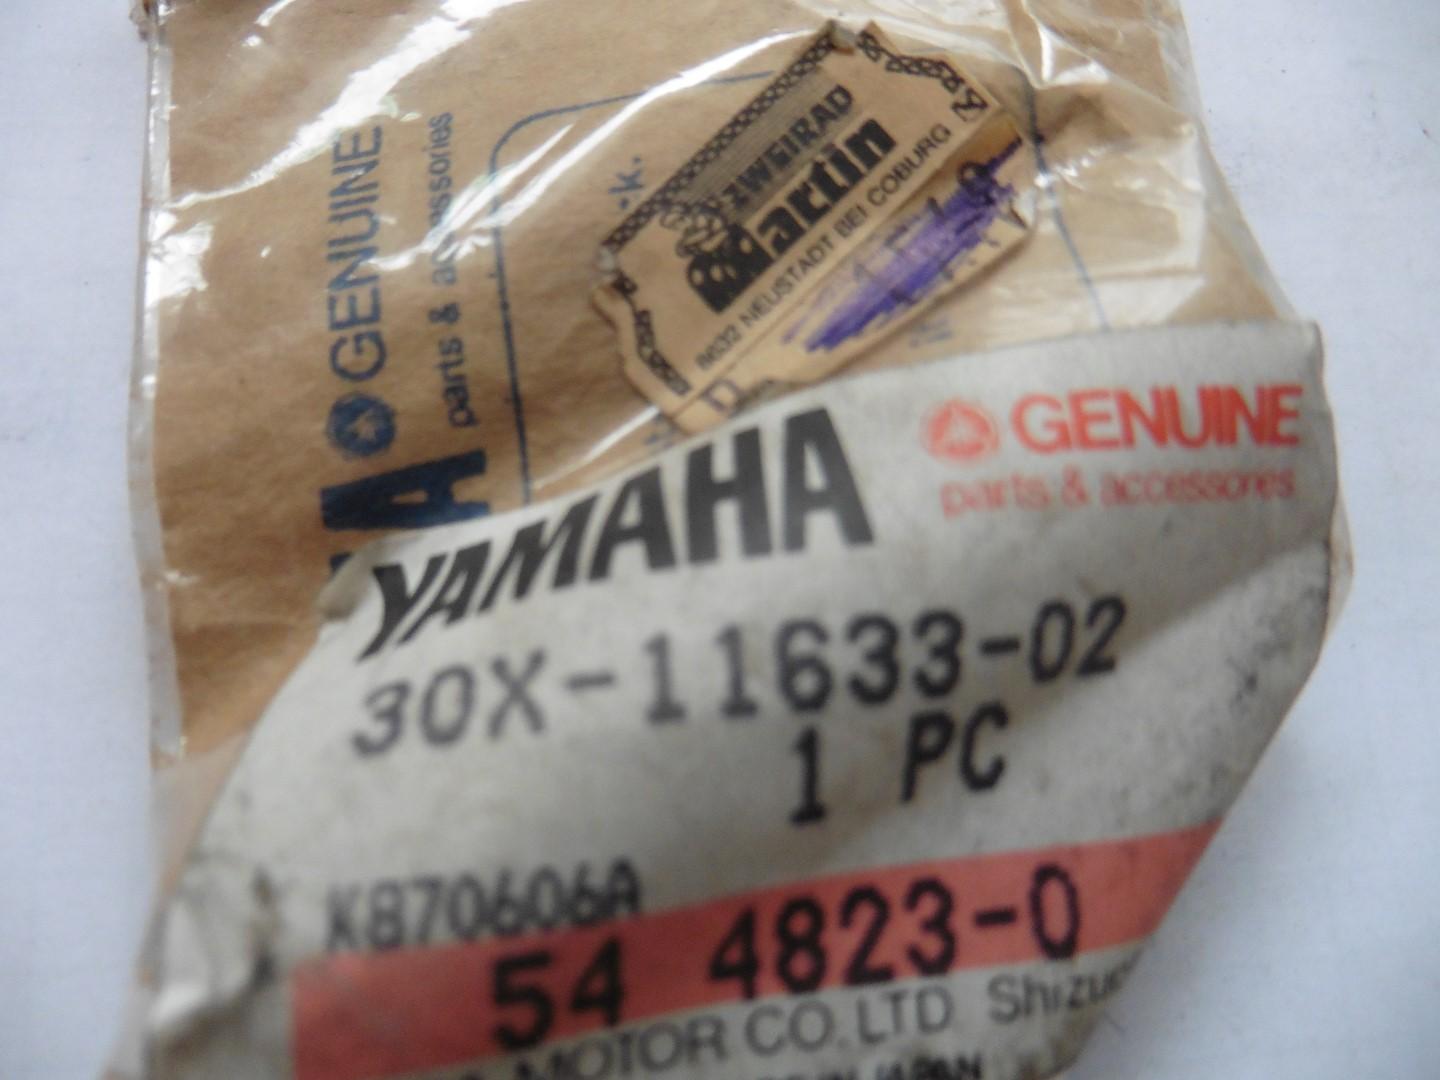 GENUINE
parts & accessories
A
ZWEIRAD
Martin
8632 NEUSTADT BEI COBURG
YAMAHA
GENUINE
parts & accessories
30X-11633-02
1 PC
K870606A
54 4823-0
MOTOR CO.,LTD.
JAPAN